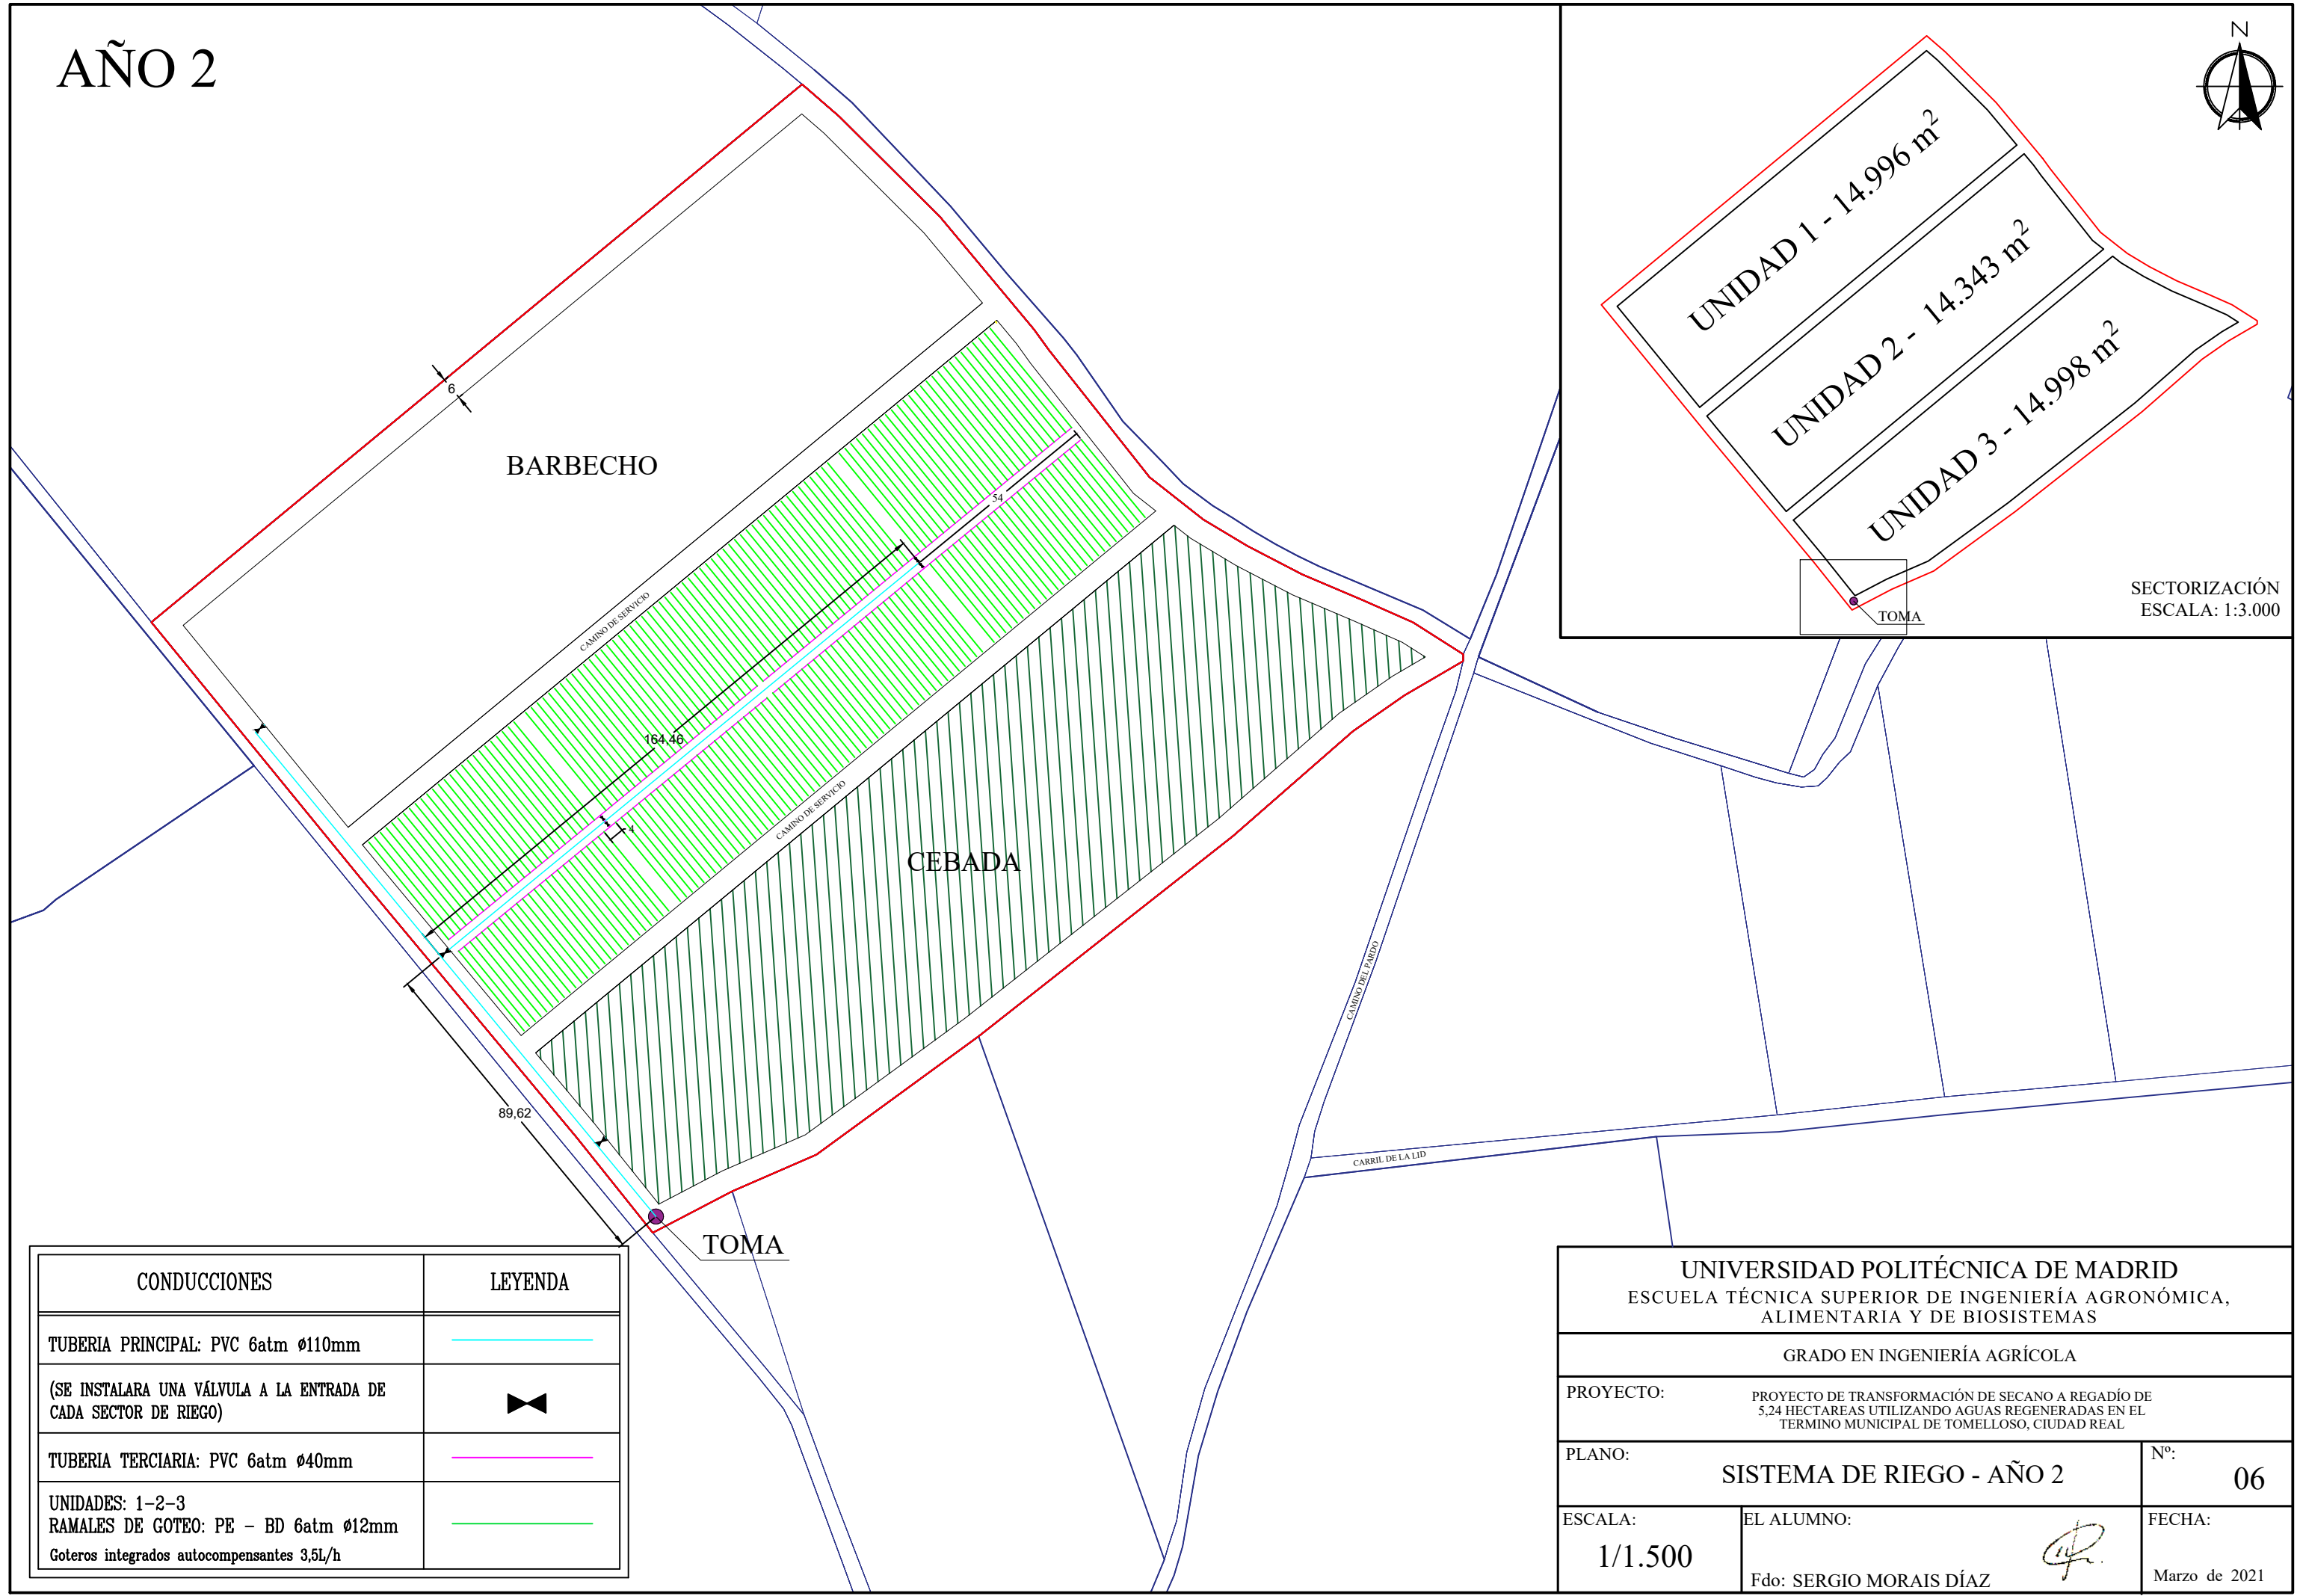 AÑO 2
N
UNIDAD 1 - 14.996 m²
UNIDAD 2 - 14.343 m²
UNIDAD 3 - 14.998 m²
TOMA
SECTORIZACIÓN
ESCALA: 1:3.000
6
BARBECHO
54
CAMINO DE SERVICIO
164,46
CAMINO DE SERVICIO
4
CEBADA
CAMINO DEL PARDO
89,62
CARRIL DE LA LID
TOMA
CONDUCCIONES
LEYENDA
TUBERIA PRINCIPAL: PVC 6atm ø110mm
(SE INSTALARA UNA VÁLVULA A LA ENTRADA DE
CADA SECTOR DE RIEGO)
TUBERIA TERCIARIA: PVC 6atm ø40mm
UNIDADES: 1-2-3
RAMALES DE GOTEO: PE - BD 6atm ø12mm
Goteros integrados autocompensantes 3,5L/h
UNIVERSIDAD POLITÉCNICA DE MADRID
ESCUELA TÉCNICA SUPERIOR DE INGENIERÍA AGRONÓMICA,
ALIMENTARIA Y DE BIOSISTEMAS
GRADO EN INGENIERÍA AGRÍCOLA
PROYECTO:
PROYECTO DE TRANSFORMACIÓN DE SECANO A REGADÍO DE
5,24 HECTAREAS UTILIZANDO AGUAS REGENERADAS EN EL
TERMINO MUNICIPAL DE TOMELLOSO, CIUDAD REAL
PLANO:
SISTEMA DE RIEGO - AÑO 2
Nº:
06
ESCALA:
1/1.500
EL ALUMNO:
Fdo: SERGIO MORAIS DÍAZ
FECHA:
Marzo de 2021